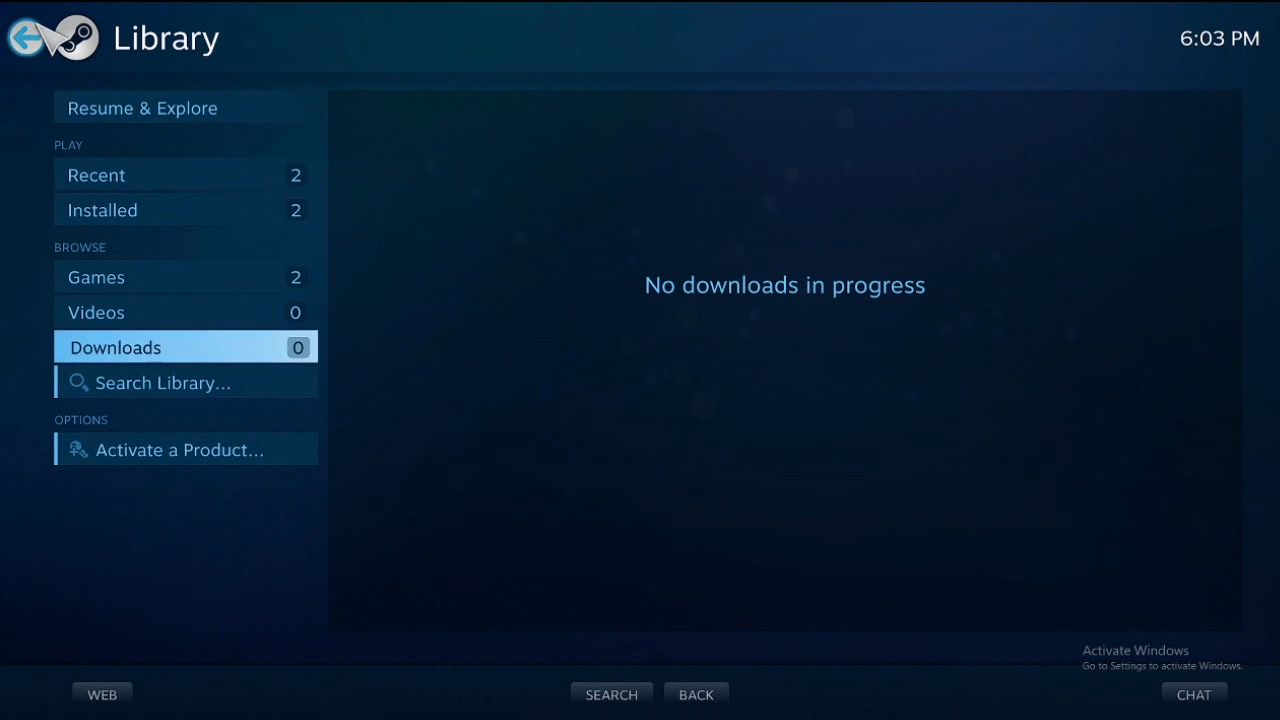 Library
6:03 PM
Resume & Explore
PLAY
Recent 2
Installed 2
BROWSE
Games 2
Videos 0
Downloads 0
Search Library...
OPTIONS
Activate a Product...
No downloads in progress
Activate Windows
Go to Settings to activate Windows.
WEB
SEARCH
BACK
CHAT